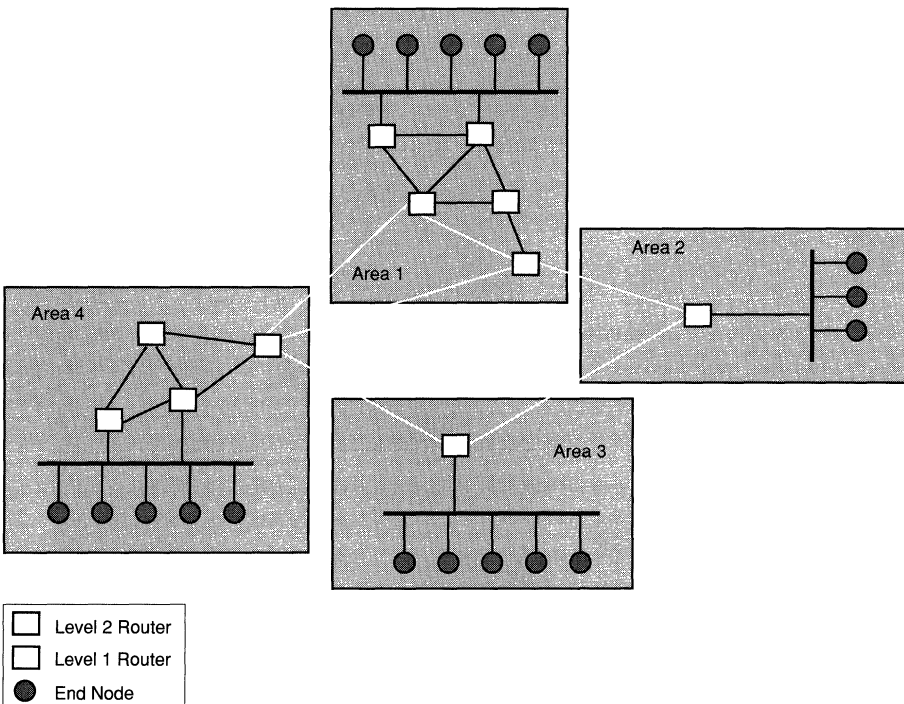 Area 1
Area 2
Area 4
Area 3
Level 2 Router
Level 1 Router
End Node